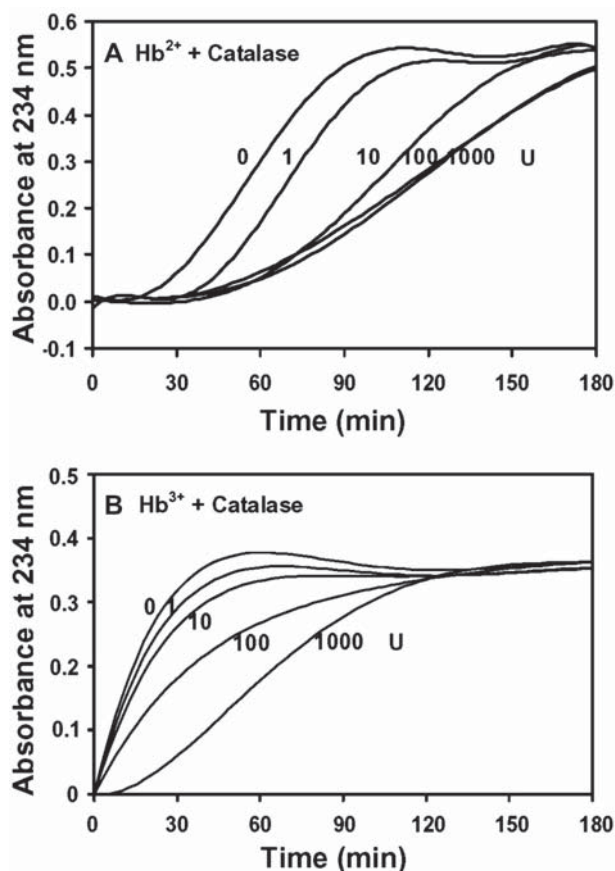 A Hb²⁺ + Catalase
Absorbance at 234 nm
0.6
0.5
0.4
0.3
0.2
0.1
0.0
-0.1
0 1 10 100 1000 U
0 30 60 90 120 150 180
Time (min)
B Hb³⁺ + Catalase
Absorbance at 234 nm
0.5
0.4
0.3
0.2
0.1
0
0 1 10 100 1000 U
0 30 60 90 120 150 180
Time (min)